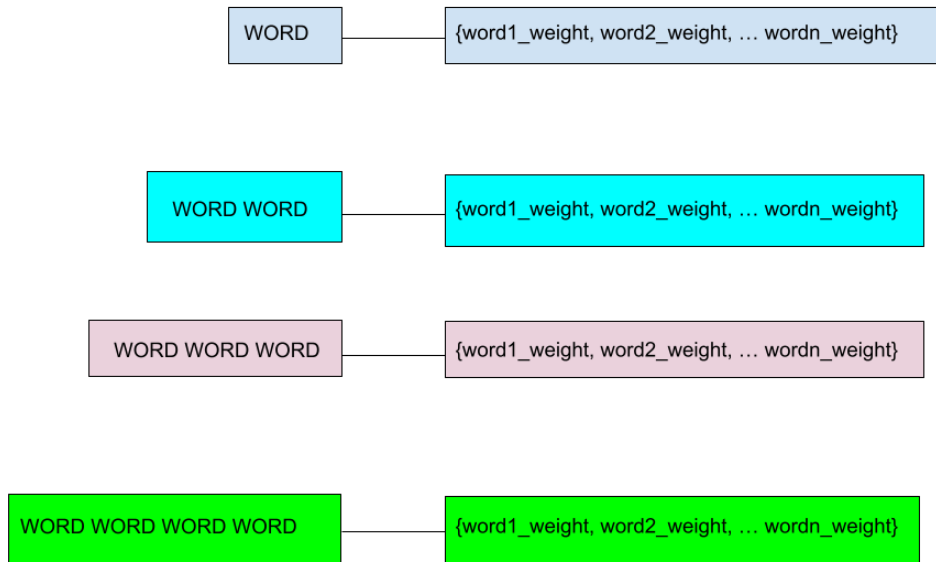 WORD {word1_weight, word2_weight, … wordn_weight}
WORD WORD {word1_weight, word2_weight, … wordn_weight}
WORD WORD WORD {word1_weight, word2_weight, … wordn_weight}
WORD WORD WORD WORD {word1_weight, word2_weight, … wordn_weight}